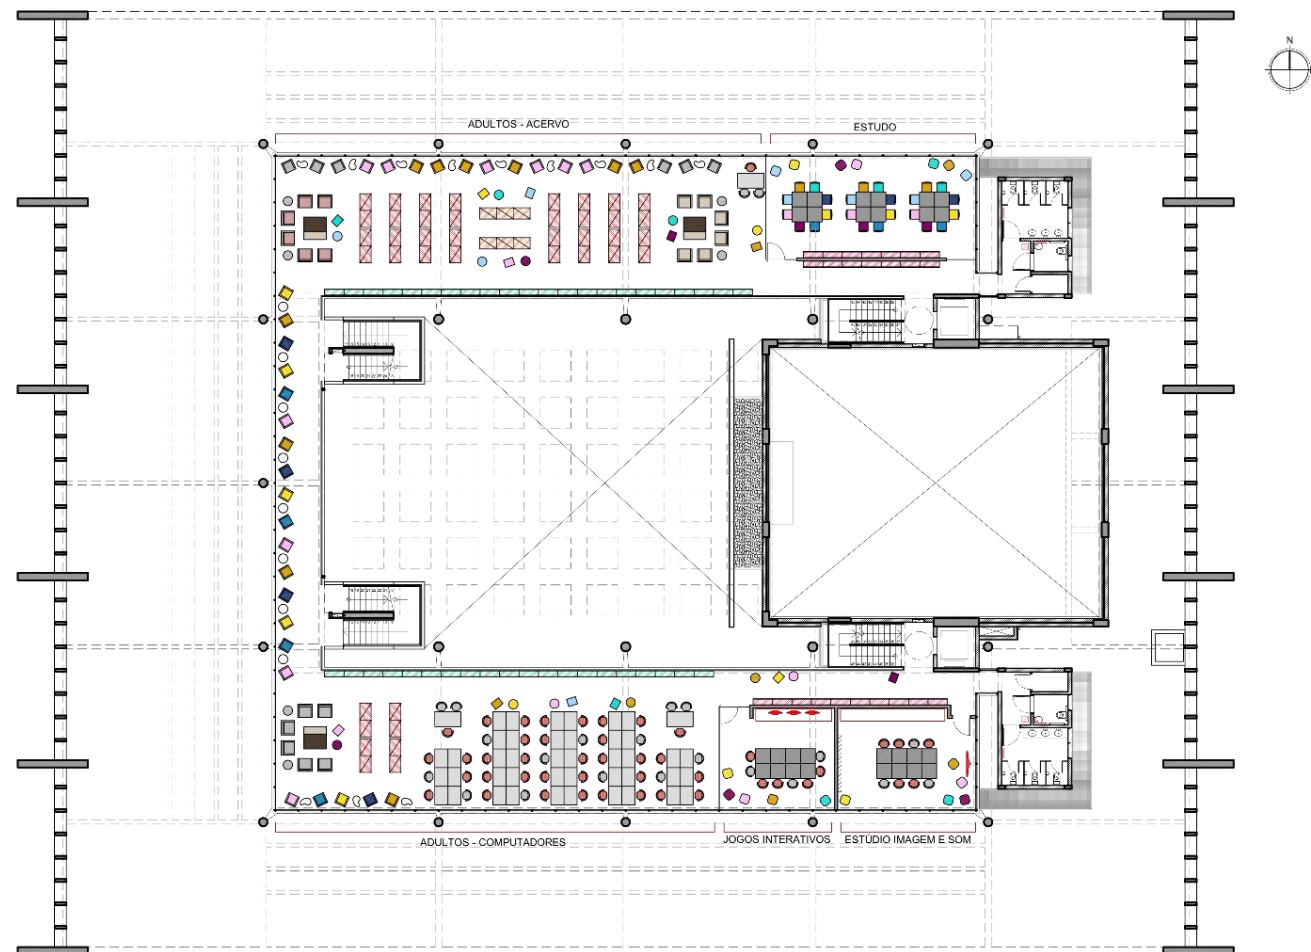 N
ADULTOS - ACERVO
ESTUDO
ADULTOS - COMPUTADORES
JOGOS INTERATIVOS
ESTÚDIO IMAGEM E SOM